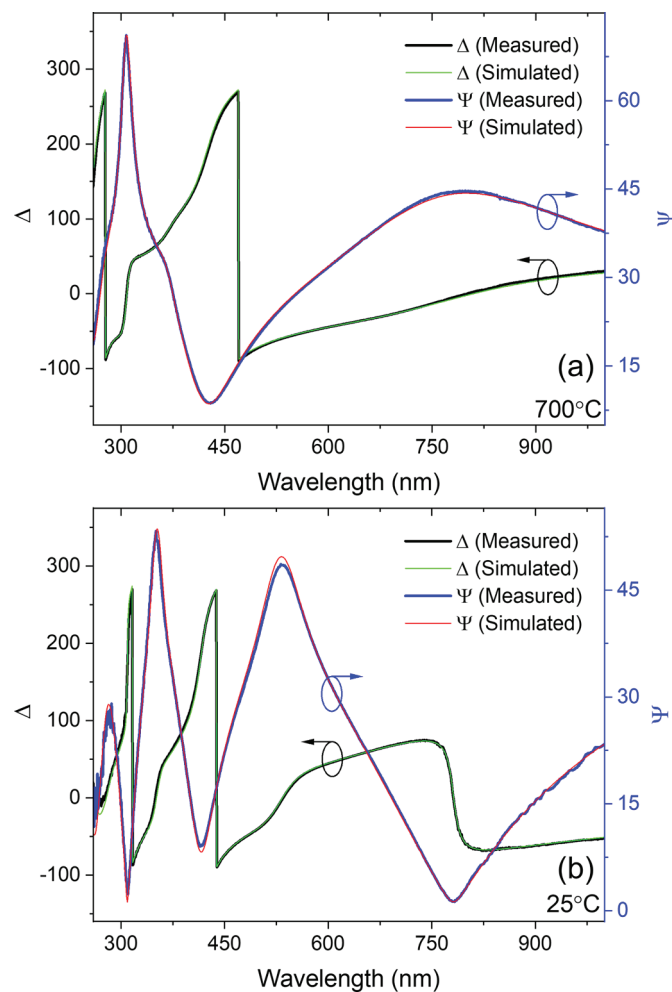 Δ (Measured)
Δ (Simulated)
Ψ (Measured)
Ψ (Simulated)
300
200
100
0
-100
Δ
60
45
30
15
Ψ
(a)
700°C
300
450
600
750
900
Wavelength (nm)
Δ (Measured)
Δ (Simulated)
Ψ (Measured)
Ψ (Simulated)
300
200
100
0
-100
Δ
45
30
15
0
Ψ
(b)
25°C
300
450
600
750
900
Wavelength (nm)